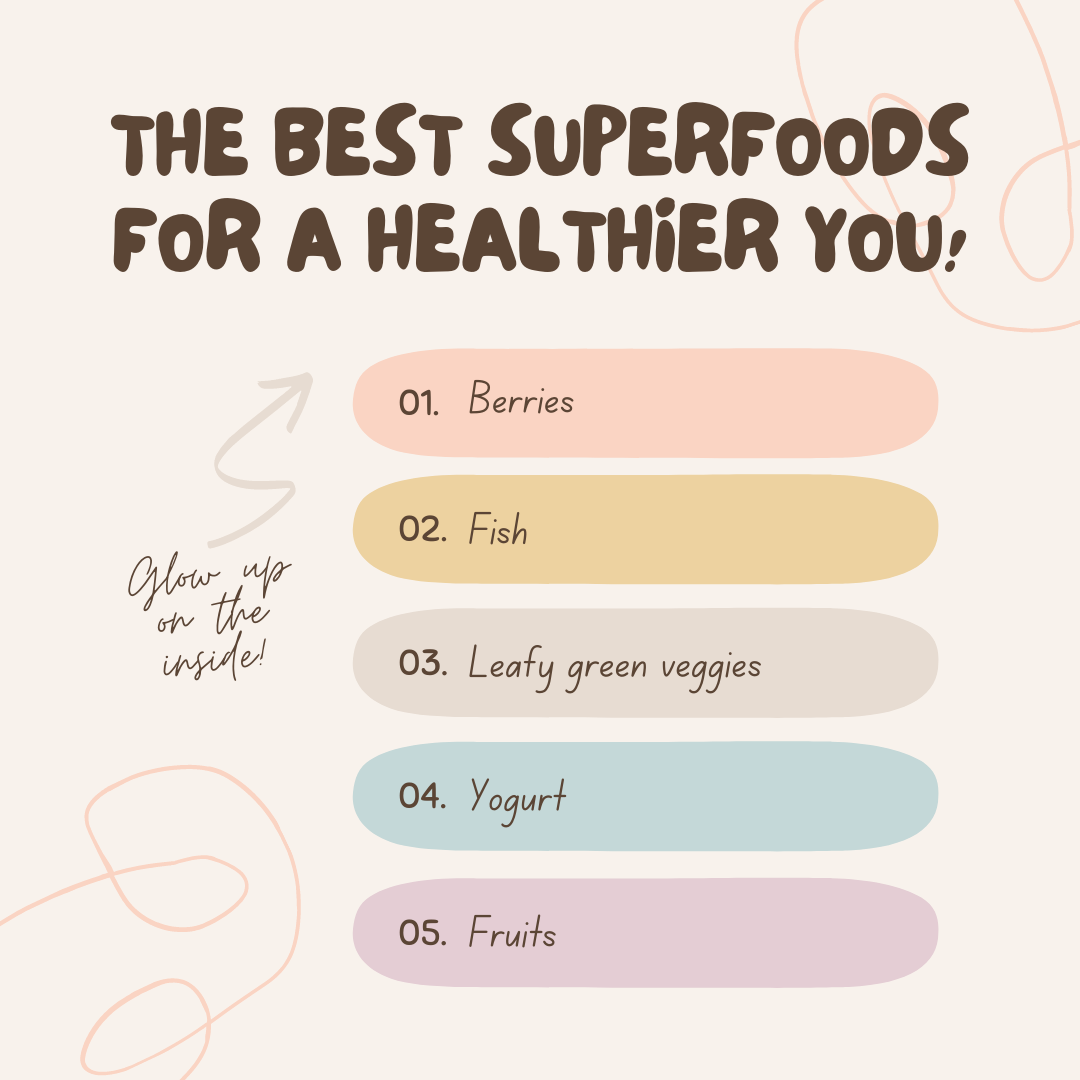 THE BEST SUPERFOODS
FOR A HEALTHIER YOU!
01. Berries
02. Fish
Glow up
on the
inside!
03. Leafy green veggies
04. Yogurt
05. Fruits